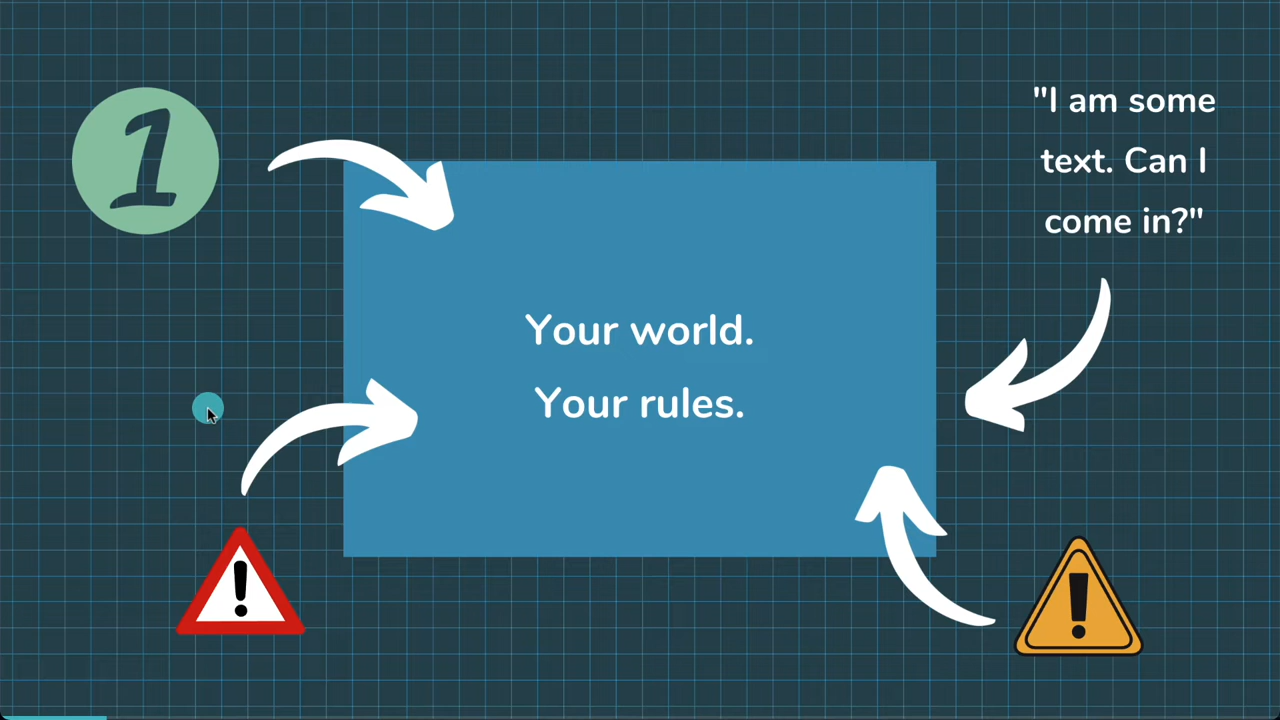 1
"I am some
text. Can I
come in?"
Your world.
Your rules.
!
!